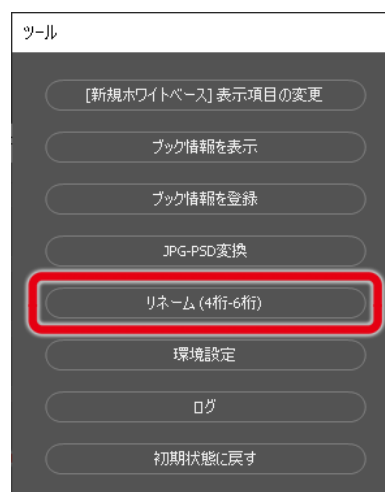 ツール
[新規ホワイトベース] 表示項目の変更
ブック情報を表示
ブック情報を登録
JPG-PSD変換
リネーム (4桁-6桁)
環境設定
ログ
初期状態に戻す